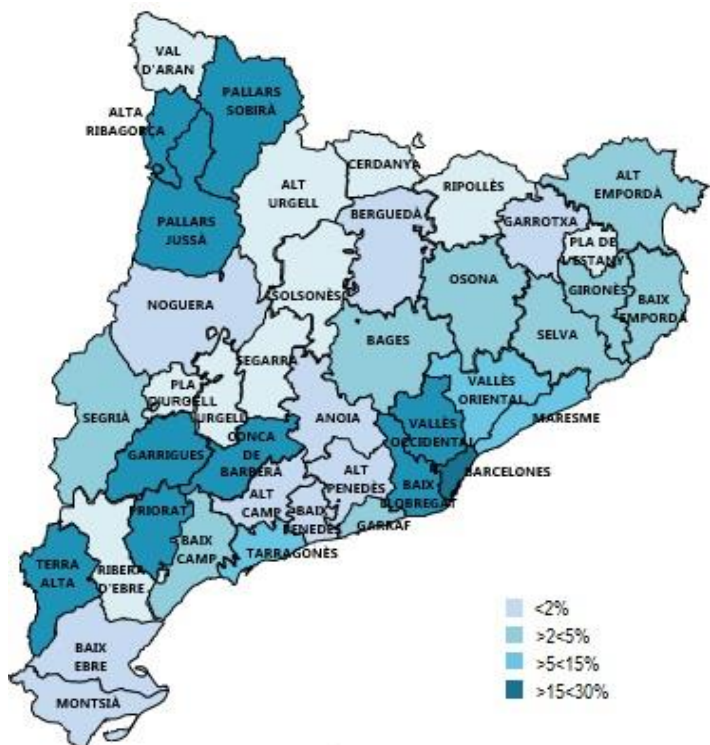 VAL
D'ARAN
PALLARS
SOBIRÀ
ALTA
RIBAGORÇA
CERDANYA
ALT
URGELL
RIPOLLÈS
ALT
EMPORDÀ
BERGUEDÀ
GARROTXA
PALLARS
JUSSÀ
PLA DE
L'ESTANY
OSONA
GIRONÈS
SOLSONÈS
NOGUERA
BAIX
EMPORDÀ
SELVA
BAGES
SEGARRA
VALLÈS
ORIENTAL
PLA
D'URGELL
URGELL
SEGRIÀ
ANOIA
VALLÈS
OCCIDENTAL
MARESME
CONCA
DE
BARBERÀ
GARRIGUES
ALT
PENEDÈS
BARCELONES
BAIX
LLOBREGAT
ALT
CAMP
PRIORAT
BAIX
PENEDÈS
GARRAF
BAIX
CAMP
TARRAGONÈS
TERRA
ALTA
RIBERA
D'EBRE
<2%
>2<5%
>5<15%
>15<30%
BAIX
EBRE
MONTSIÀ